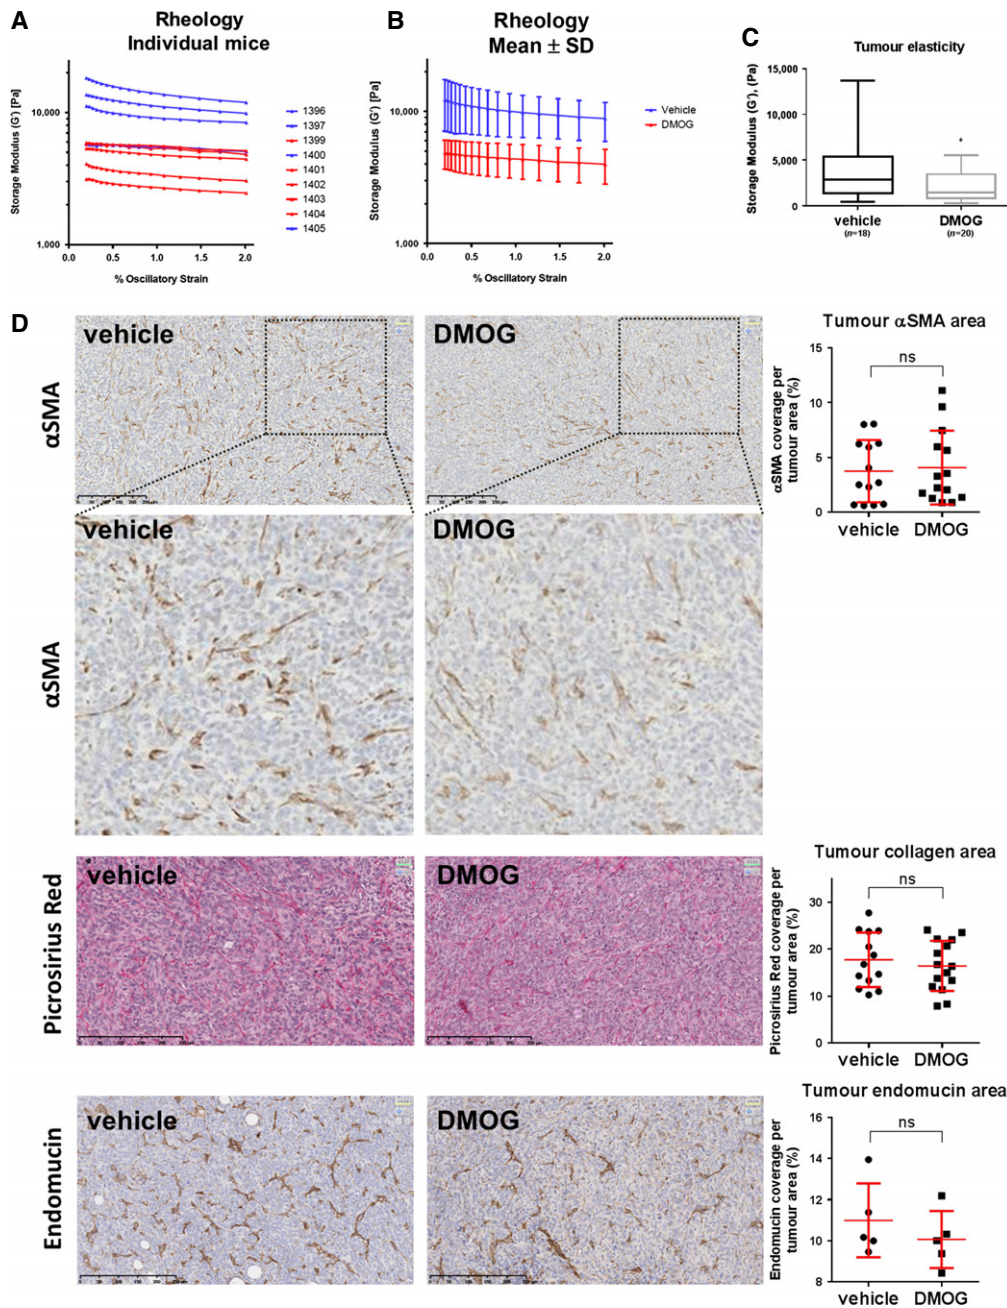 A
Rheology
Individual mice
Storage Modulus (G') [Pa]
10,000
1,000
0.0
0.5
1.0
1.5
2.0
% Oscillatory Strain
1396
1397
1399
1400
1401
1402
1403
1404
1405
B
Rheology
Mean ± SD
Storage Modulus (G') [Pa]
10,000
1,000
0.0
0.5
1.0
1.5
2.0
% Oscillatory Strain
Vehicle
DMOG
C
Tumour elasticity
Storage Modulus (G'), (Pa)
15,000
10,000
5,000
0
*
vehicle
(n=18)
DMOG
(n=20)
D
αSMA
vehicle
DMOG
Tumour αSMA area
αSMA coverage per
tumour area (%)
15
10
5
0
ns
vehicle
DMOG
αSMA
vehicle
DMOG
Picrosirius Red
vehicle
DMOG
Tumour collagen area
Picrosirius Red coverage per
tumour area (%)
30
20
10
0
ns
vehicle
DMOG
Endomucin
vehicle
DMOG
Tumour endomucin area
Endomucin coverage per
tumour area (%)
16
14
12
10
8
ns
vehicle
DMOG